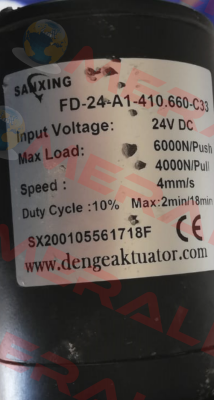 SANXING
FD-24-A1-410.660-C33
Input Voltage: 24V DC
Max Load: 6000N/Push
4000N/Pull
Speed : 4mm/s
Duty Cycle :10% Max:2min/18min
SX200105561718F
www.dengeaktuator.com